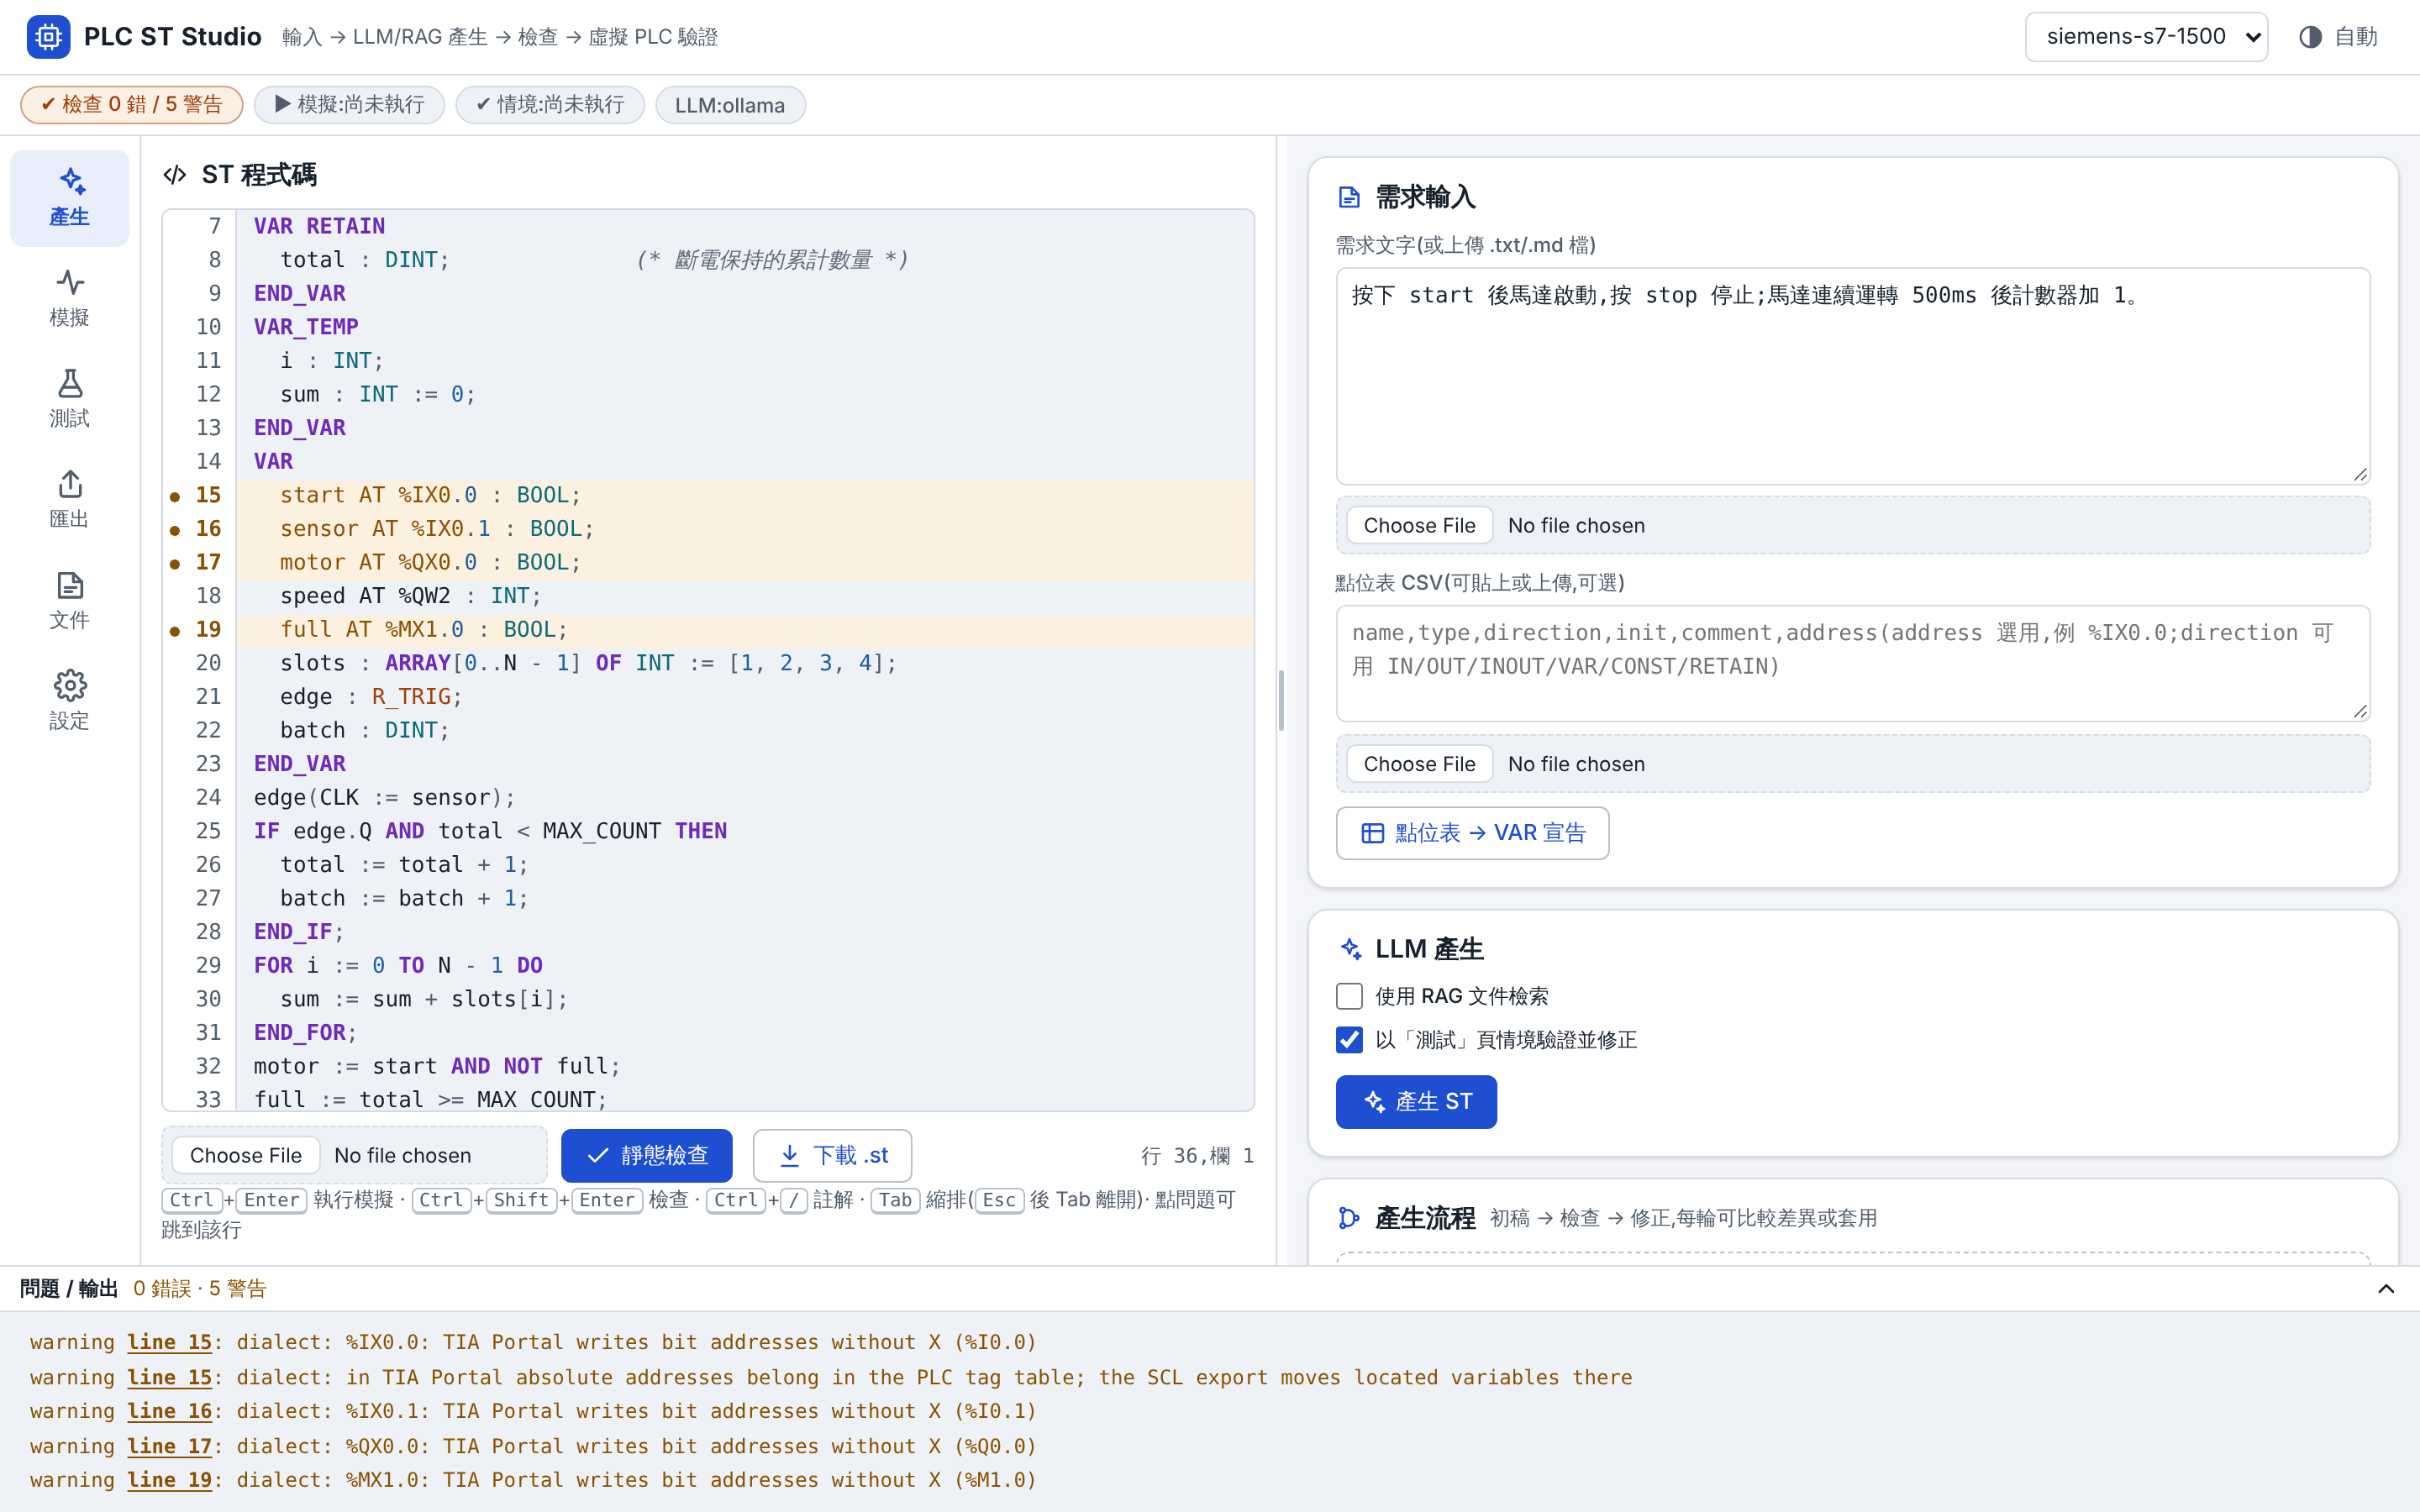 PLC ST Studio 輸入 → LLM/RAG 產生 → 檢查 → 虛擬 PLC 驗證
siemens-s7-1500
自動
✔ 檢查 0 錯 / 5 警告
▶ 模擬:尚未執行
✔ 情境:尚未執行
LLM:ollama
產生
模擬
測試
匯出
文件
設定
ST 程式碼
7 VAR RETAIN
8 total : DINT; (* 斷電保持的累計數量 *)
9 END_VAR
10 VAR_TEMP
11 i : INT;
12 sum : INT := 0;
13 END_VAR
14 VAR
15 start AT %IX0.0 : BOOL;
16 sensor AT %IX0.1 : BOOL;
17 motor AT %QX0.0 : BOOL;
18 speed AT %QW2 : INT;
19 full AT %MX1.0 : BOOL;
20 slots : ARRAY[0..N - 1] OF INT := [1, 2, 3, 4];
21 edge : R_TRIG;
22 batch : DINT;
23 END_VAR
24 edge(CLK := sensor);
25 IF edge.Q AND total < MAX_COUNT THEN
26 total := total + 1;
27 batch := batch + 1;
28 END_IF;
29 FOR i := 0 TO N - 1 DO
30 sum := sum + slots[i];
31 END_FOR;
32 motor := start AND NOT full;
33 full := total >= MAX_COUNT;
Choose File No file chosen
靜態檢查
下載 .st
行 36,欄 1
Ctrl+Enter 執行模擬 · Ctrl+Shift+Enter 檢查 · Ctrl+/ 註解 · Tab 縮排(Esc 後 Tab 離開)· 點問題可
跳到該行
需求輸入
需求文字(或上傳 .txt/.md 檔)
按下 start 後馬達啟動,按 stop 停止;馬達連續運轉 500ms 後計數器加 1。
Choose File No file chosen
點位表 CSV(可貼上或上傳,可選)
name,type,direction,init,comment,address(address 選用,例 %IX0.0;direction 可
用 IN/OUT/INOUT/VAR/CONST/RETAIN)
Choose File No file chosen
點位表 → VAR 宣告
LLM 產生
使用 RAG 文件檢索
以「測試」頁情境驗證並修正
產生 ST
產生流程 初稿 → 檢查 → 修正,每輪可比較差異或套用
問題 / 輸出 0 錯誤 · 5 警告
warning line 15: dialect: %IX0.0: TIA Portal writes bit addresses without X (%I0.0)
warning line 15: dialect: in TIA Portal absolute addresses belong in the PLC tag table; the SCL export moves located variables there
warning line 16: dialect: %IX0.1: TIA Portal writes bit addresses without X (%I0.1)
warning line 17: dialect: %QX0.0: TIA Portal writes bit addresses without X (%Q0.0)
warning line 19: dialect: %MX1.0: TIA Portal writes bit addresses without X (%M1.0)